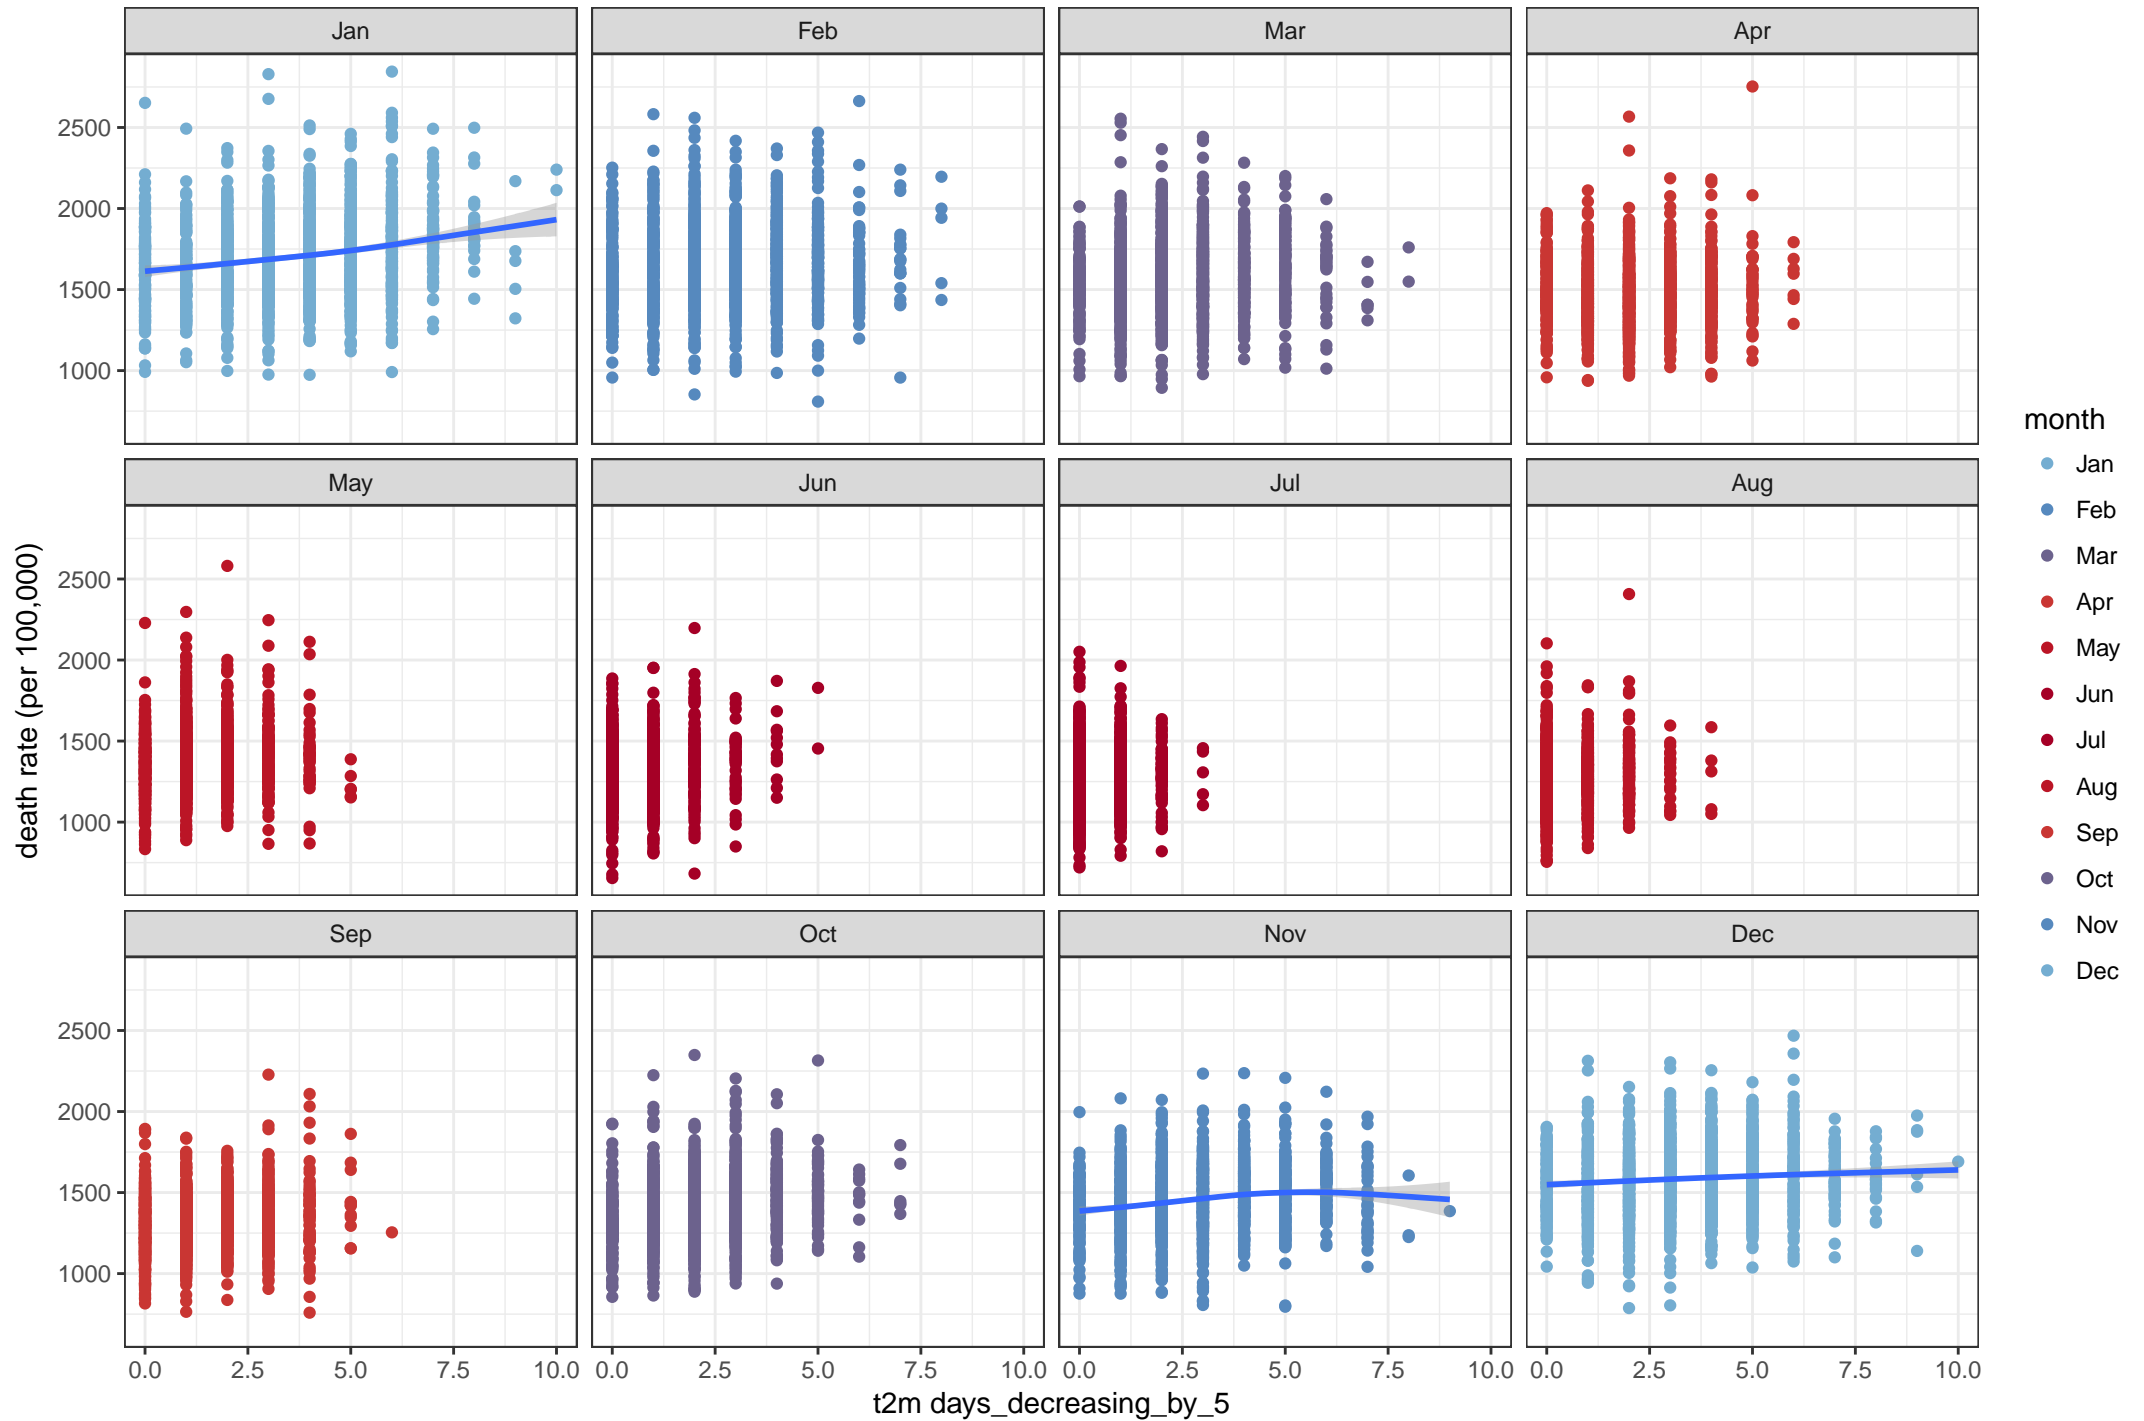 Jan Feb Mar Apr
2500
2000
1500
1000
May Jun Jul Aug
2500
2000
1500
1000
Sep Oct Nov Dec
2500
2000
1500
1000
0.0 2.5 5.0 7.5 10.0 0.0 2.5 5.0 7.5 10.0 0.0 2.5 5.0 7.5 10.0 0.0 2.5 5.0 7.5 10.0
t2m days_decreasing_by_5
death rate (per 100,000)
month
Jan
Feb
Mar
Apr
May
Jun
Jul
Aug
Sep
Oct
Nov
Dec